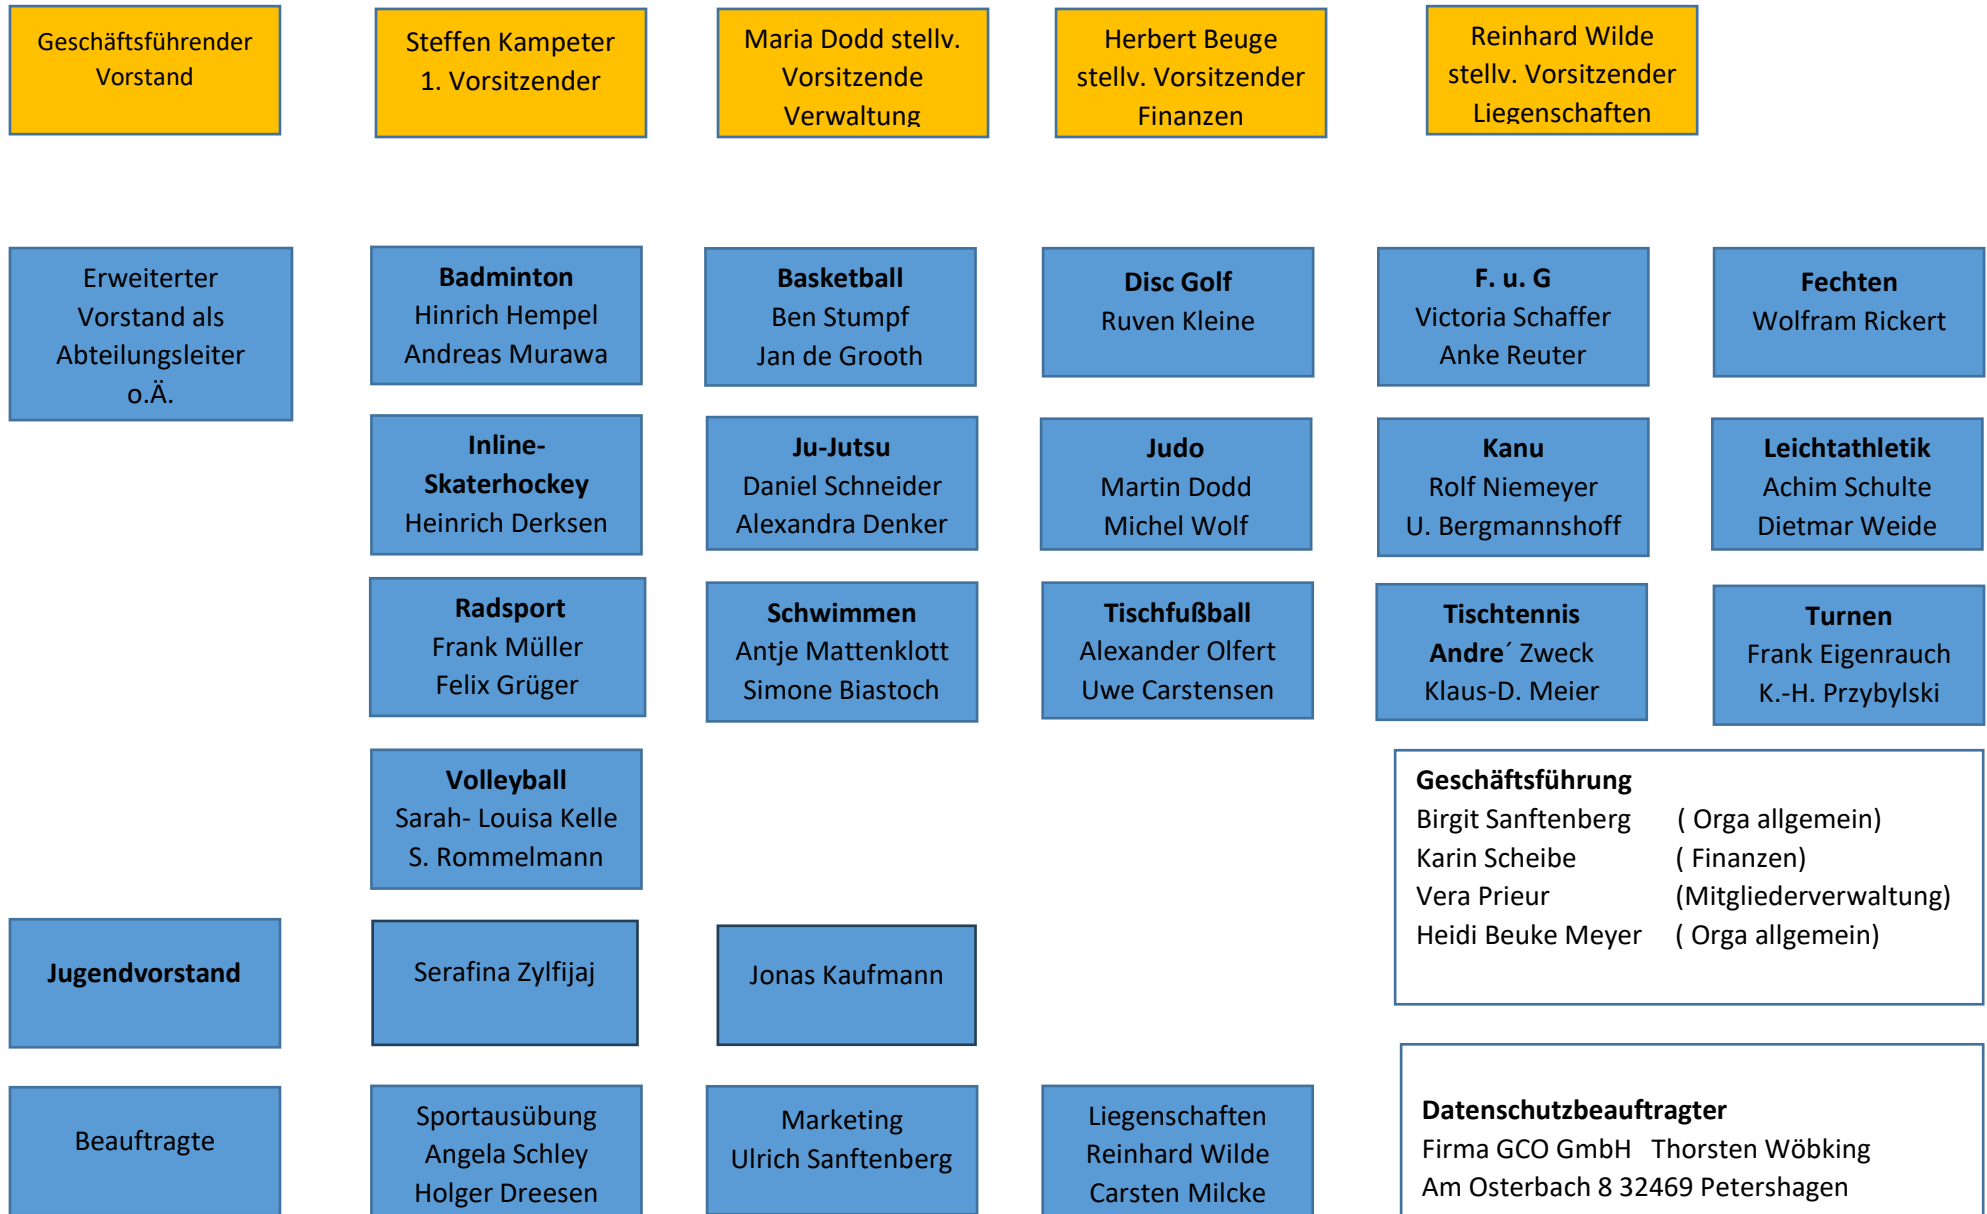 Geschäftsführender
Vorstand
Steffen Kampeter
1. Vorsitzender
Maria Dodd stellv.
Vorsitzende
Verwaltung
Herbert Beuge
stellv. Vorsitzender
Finanzen
Reinhard Wilde
stellv. Vorsitzender
Liegenschaften
Erweiterter
Vorstand als
Abteilungsleiter
o.Ä.
Badminton
Hinrich Hempel
Andreas Murawa
Basketball
Ben Stumpf
Jan de Grooth
Disc Golf
Ruven Kleine
F. u. G
Victoria Schaffer
Anke Reuter
Fechten
Wolfram Rickert
Inline-
Skaterhockey
Heinrich Derksen
Ju-Jutsu
Daniel Schneider
Alexandra Denker
Judo
Martin Dodd
Michel Wolf
Kanu
Rolf Niemeyer
U. Bergmannshoff
Leichtathletik
Achim Schulte
Dietmar Weide
Radsport
Frank Müller
Felix Grüger
Schwimmen
Antje Mattenklott
Simone Biastoch
Tischfußball
Alexander Olfert
Uwe Carstensen
Tischtennis
Andre´ Zweck
Klaus-D. Meier
Turnen
Frank Eigenrauch
K.-H. Przybylski
Volleyball
Sarah- Louisa Kelle
S. Rommelmann
Geschäftsführung
Birgit Sanftenberg ( Orga allgemein)
Karin Scheibe ( Finanzen)
Vera Prieur (Mitgliederverwaltung)
Heidi Beuke Meyer ( Orga allgemein)
Jugendvorstand
Serafina Zylfijaj
Jonas Kaufmann
Beauftragte
Sportausübung
Angela Schley
Holger Dreesen
Marketing
Ulrich Sanftenberg
Liegenschaften
Reinhard Wilde
Carsten Milcke
Datenschutzbeauftragter
Firma GCO GmbH Thorsten Wöbking
Am Osterbach 8 32469 Petershagen